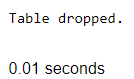 Table dropped.
0.01 seconds